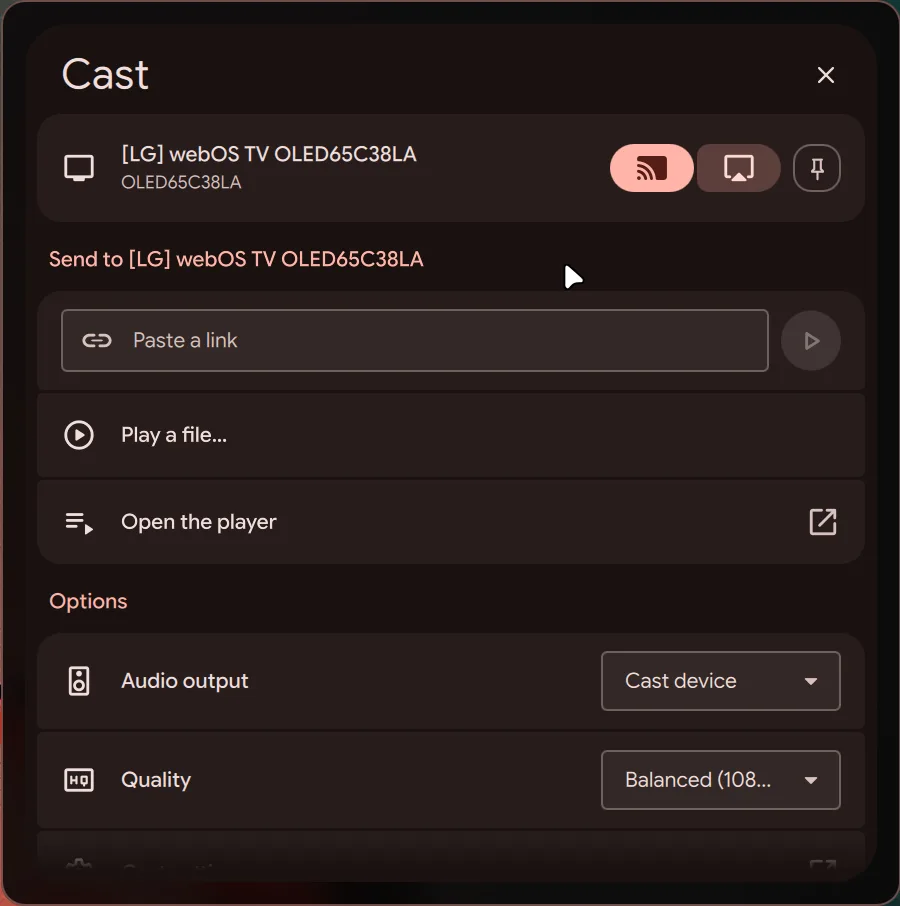 Cast
[LG] webOS TV OLED65C38LA
OLED65C38LA
Send to [LG] webOS TV OLED65C38LA
Paste a link
Play a file...
Open the player
Options
Audio output
Cast device
HQ
Quality
Balanced (108...